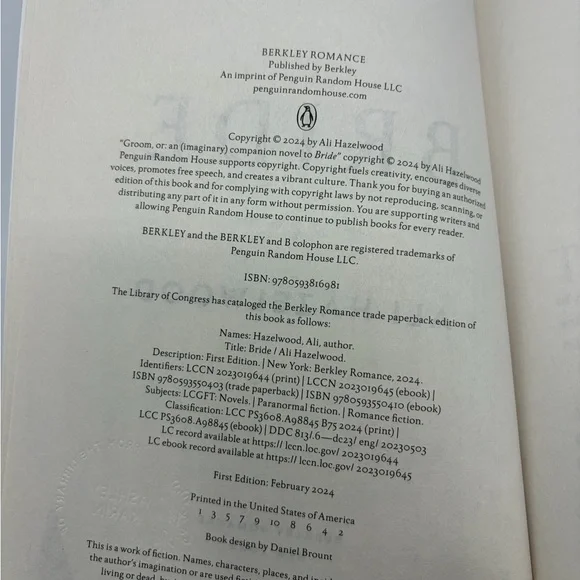 BERKLEY ROMANCE
Published by Berkley
An imprint of Penguin Random House LLC
penguinrandomhouse.com
Copyright © 2024 by Ali Hazelwood
"Groom, or: an (imaginary) companion novel to Bride" copyright © 2024 by Ali Hazelwood
Penguin Random House supports copyright. Copyright fuels creativity, encourages diverse
voices, promotes free speech, and creates a vibrant culture. Thank you for buying an authorized
edition of this book and for complying with copyright laws by not reproducing, scanning, or
distributing any part of it in any form without permission. You are supporting writers and
allowing Penguin Random House to continue to publish books for every reader.
BERKLEY and the BERKLEY and B colophon are registered trademarks of
Penguin Random House LLC.
ISBN: 9780593816981
The Library of Congress has cataloged the Berkley Romance trade paperback edition of
this book as follows:
Names: Hazelwood, Ali, author.
Title: Bride / Ali Hazelwood.
Description: First Edition. | New York: Berkley Romance, 2024.
Identifiers: LCCN 2023019644 (print) | LCCN 2023019645 (ebook) |
ISBN 9780593550403 (trade paperback) | ISBN 9780593550410 (ebook)
Subjects: LCGFT: Novels. | Paranormal fiction. | Romance fiction.
Classification: LCC PS3608.A98845 B75 2024 (print) |
LCC PS3608.A98845 (ebook) | DDC 813/.6—dc23/ eng/ 20230503
LC record available at https:// lccn.loc.gov/ 2023019644
LC ebook record available at https:// lccn.loc.gov/ 2023019645
First Edition: February 2024
Printed in the United States of America
1 3 5 7 9 10 8 6 4 2
Book design by Daniel Brount
This is a work of fiction. Names, characters, places, and
the author's imagination or are used
living or dead,